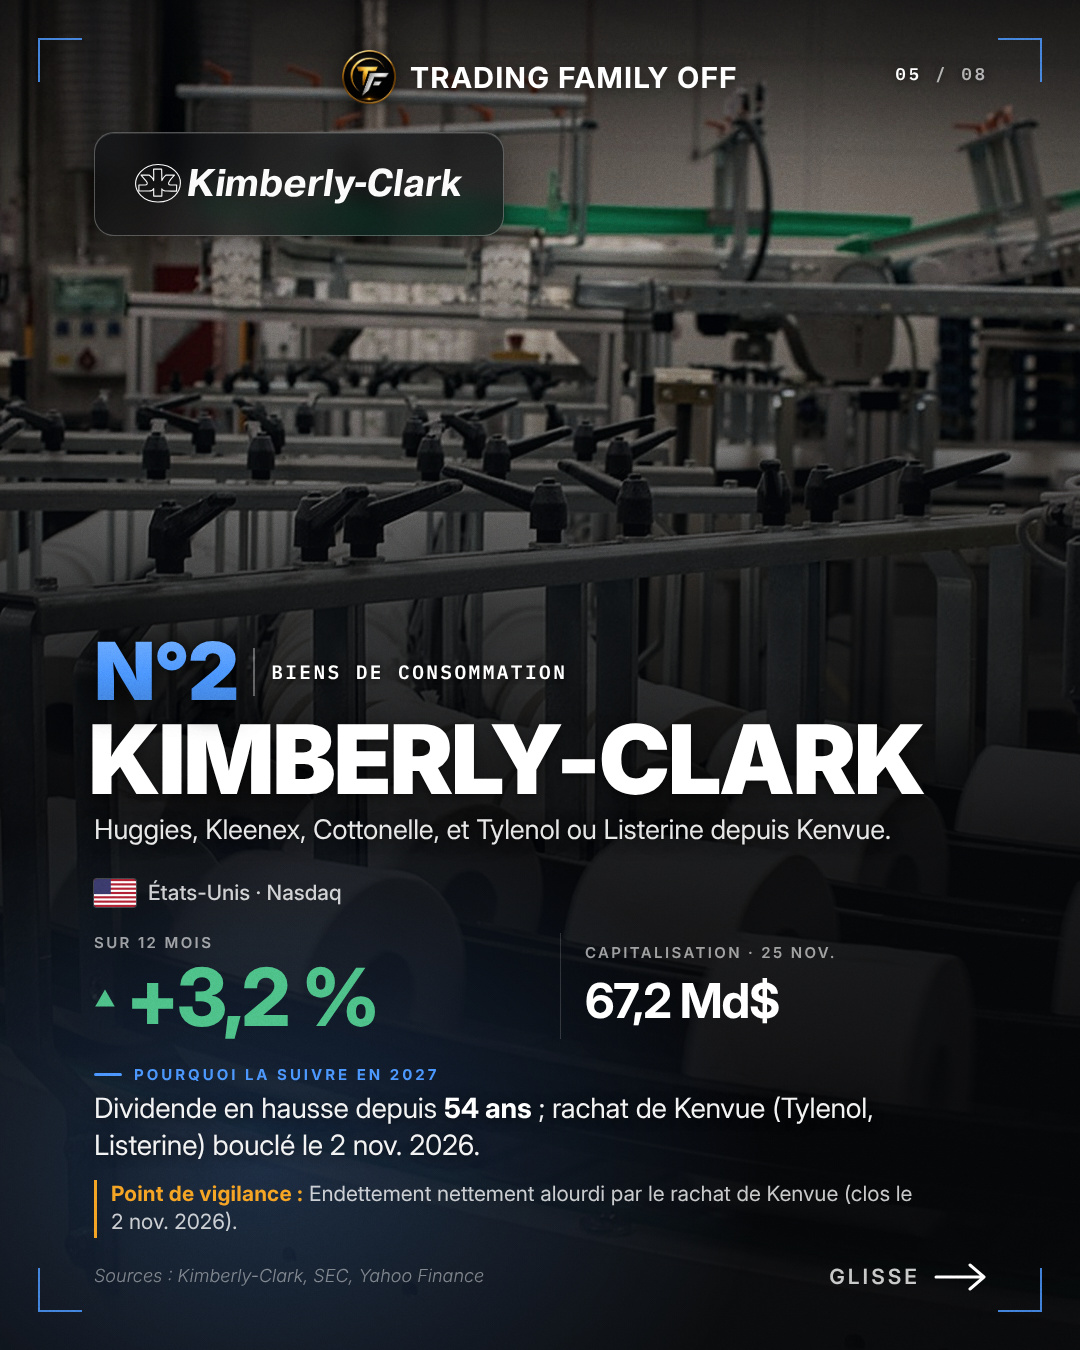 TRADING FAMILY OFF
05 / 08
Kimberly-Clark
N°2
BIENS DE CONSOMMATION
KIMBERLY-CLARK
Huggies, Kleenex, Cottonelle, et Tylenol ou Listerine depuis Kenvue.
États-Unis · Nasdaq
SUR 12 MOIS
▲ +3,2 %
CAPITALISATION · 25 NOV.
67,2 Md$
POURQUOI LA SUIVRE EN 2027
Dividende en hausse depuis 54 ans ; rachat de Kenvue (Tylenol,
Listerine) bouclé le 2 nov. 2026.
Point de vigilance : Endettement nettement alourdi par le rachat de Kenvue (clos le
2 nov. 2026).
Sources : Kimberly-Clark, SEC, Yahoo Finance
GLISSE →